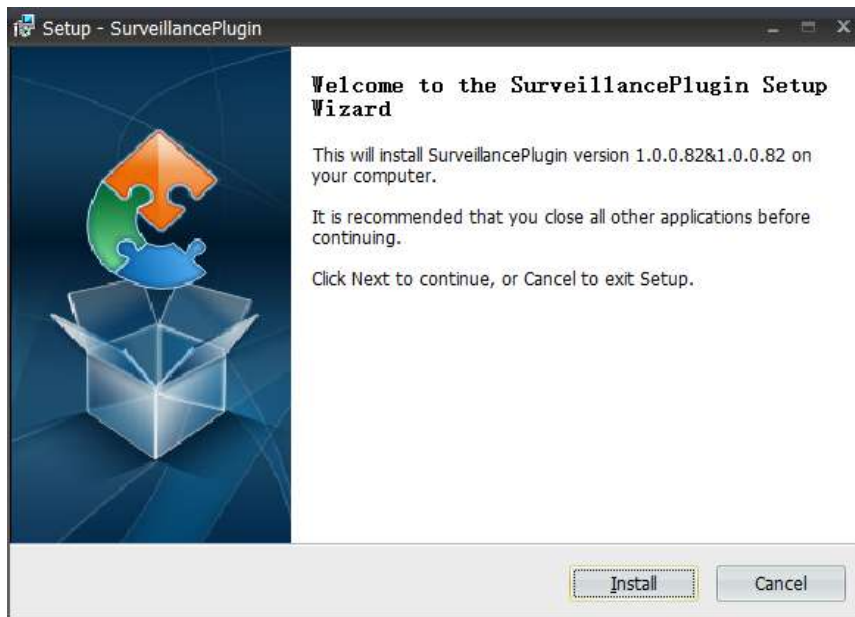 Setup - SurveillancePlugin
Welcome to the SurveillancePlugin Setup
Wizard
This will install SurveillancePlugin version 1.0.0.82&1.0.0.82 on
your computer.
It is recommended that you close all other applications before
continuing.
Click Next to continue, or Cancel to exit Setup.
Install
Cancel